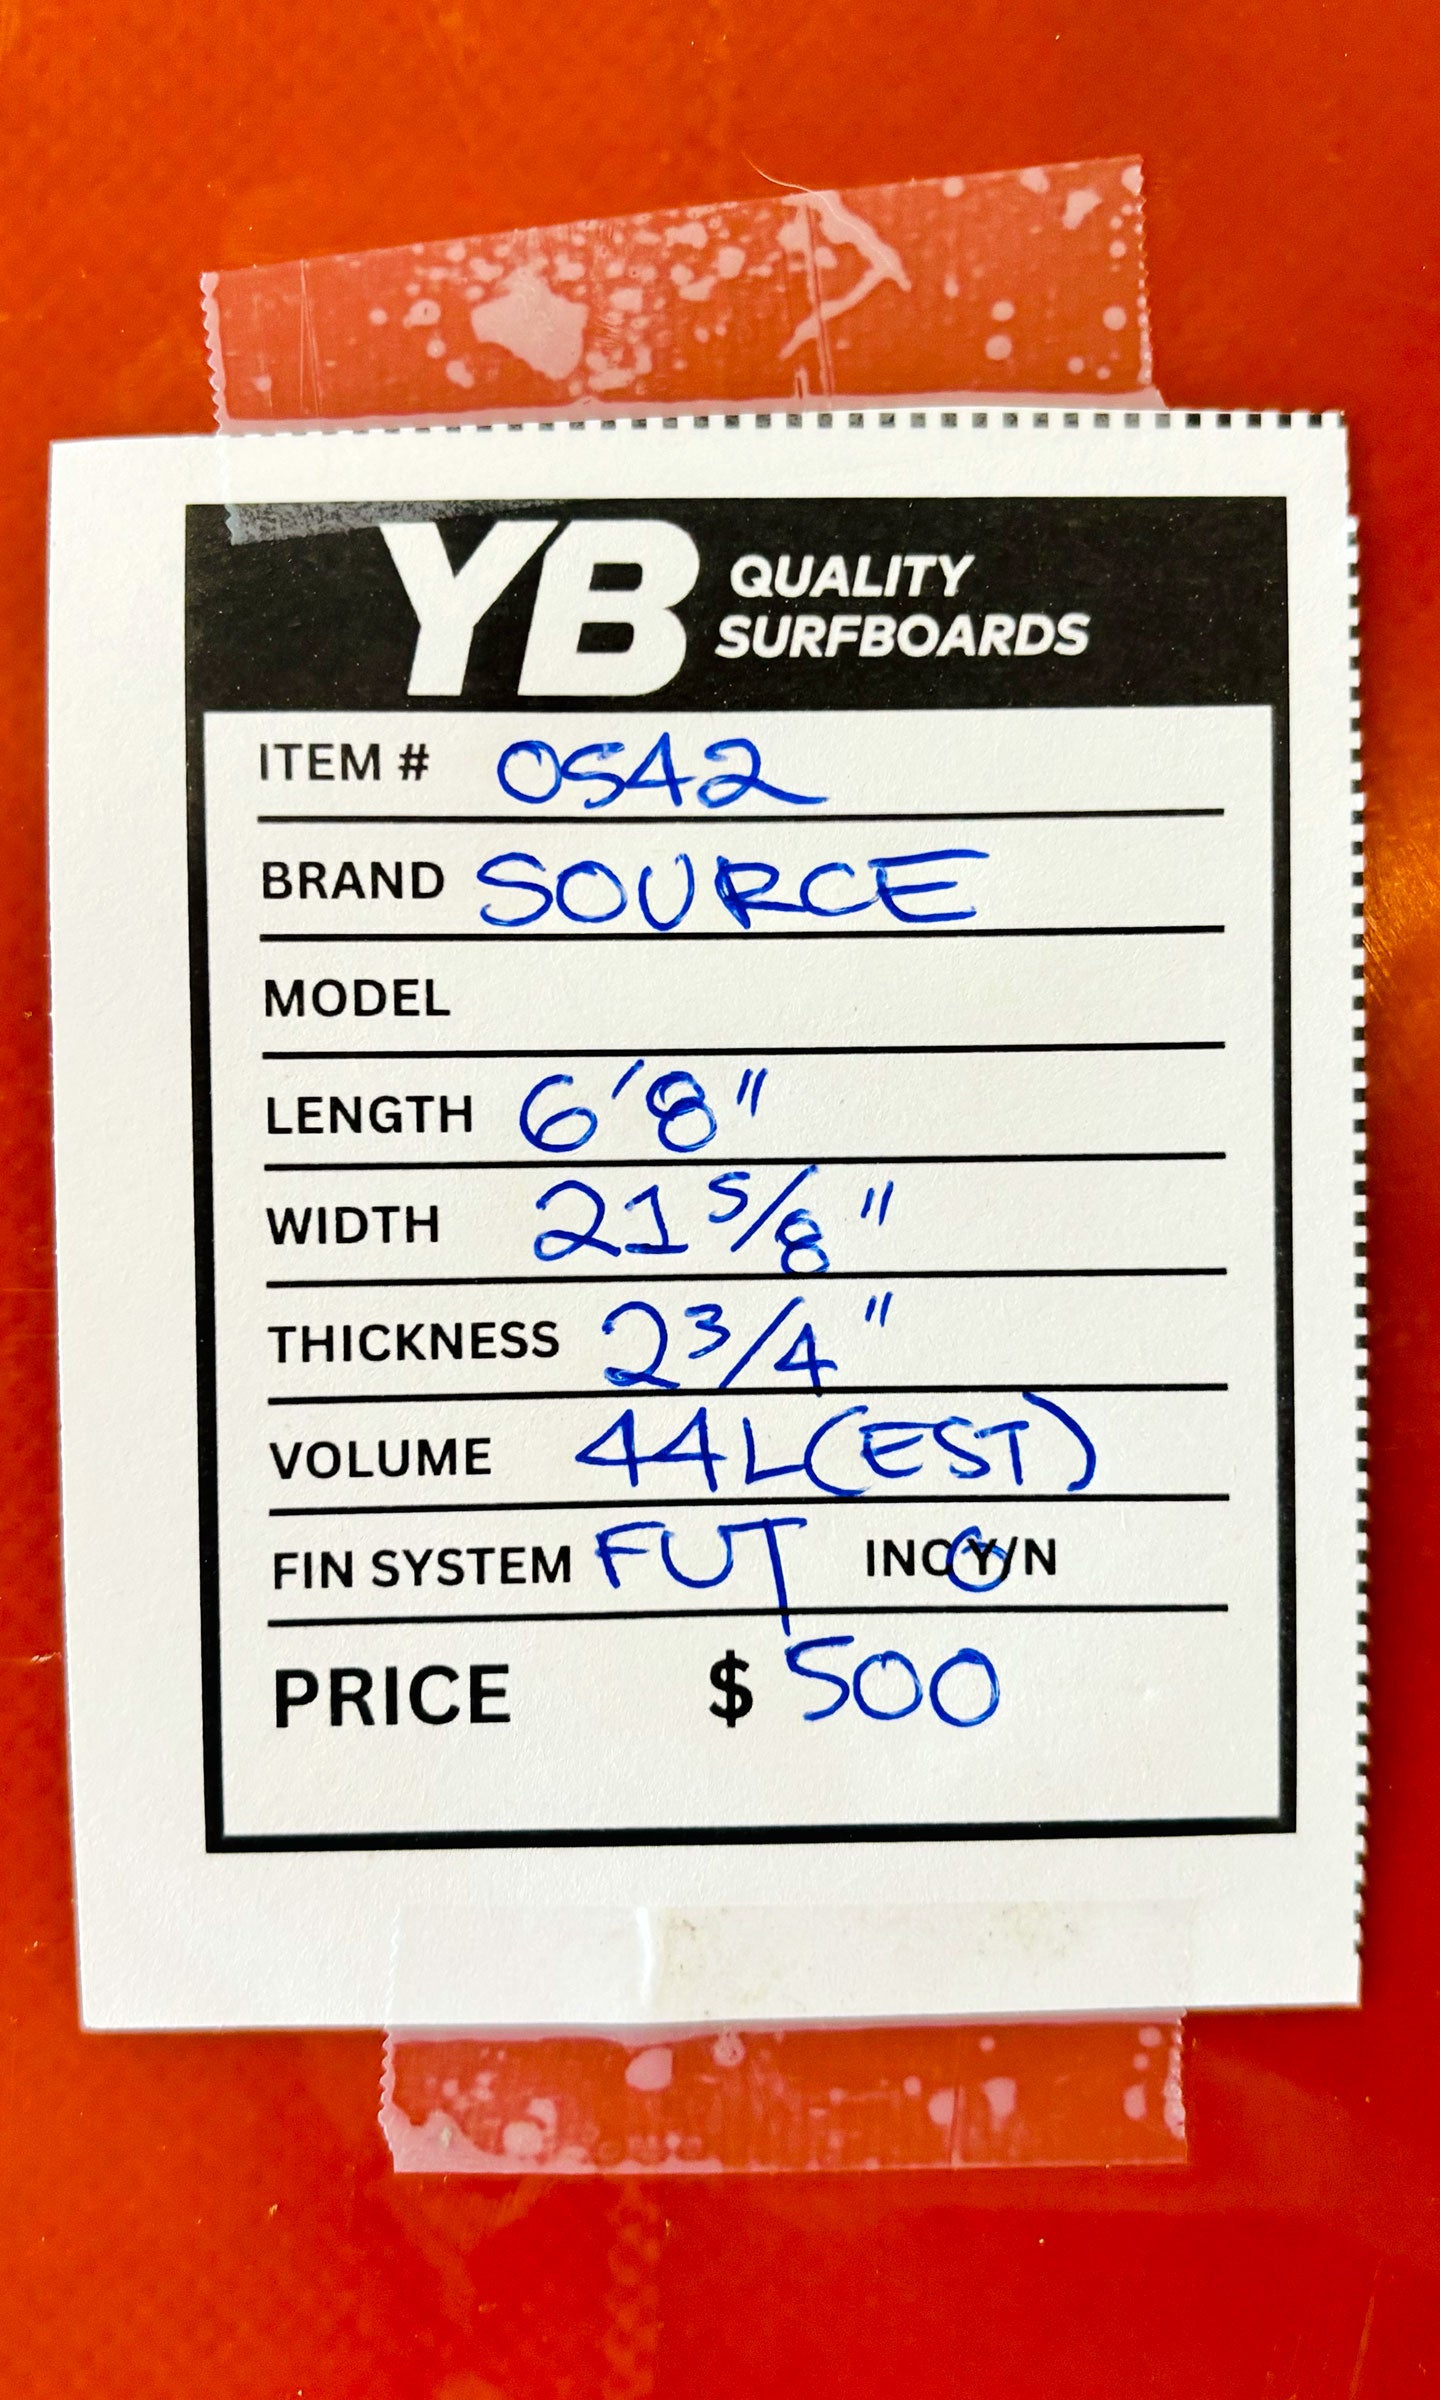 YB QUALITY
SURFBOARDS
ITEM # 0542
BRAND SOURCE
MODEL
LENGTH 6'8"
WIDTH 21 5/8"
THICKNESS 2 3/4"
VOLUME 44L (EST)
FIN SYSTEM FUT INC Y/N
PRICE $ 500